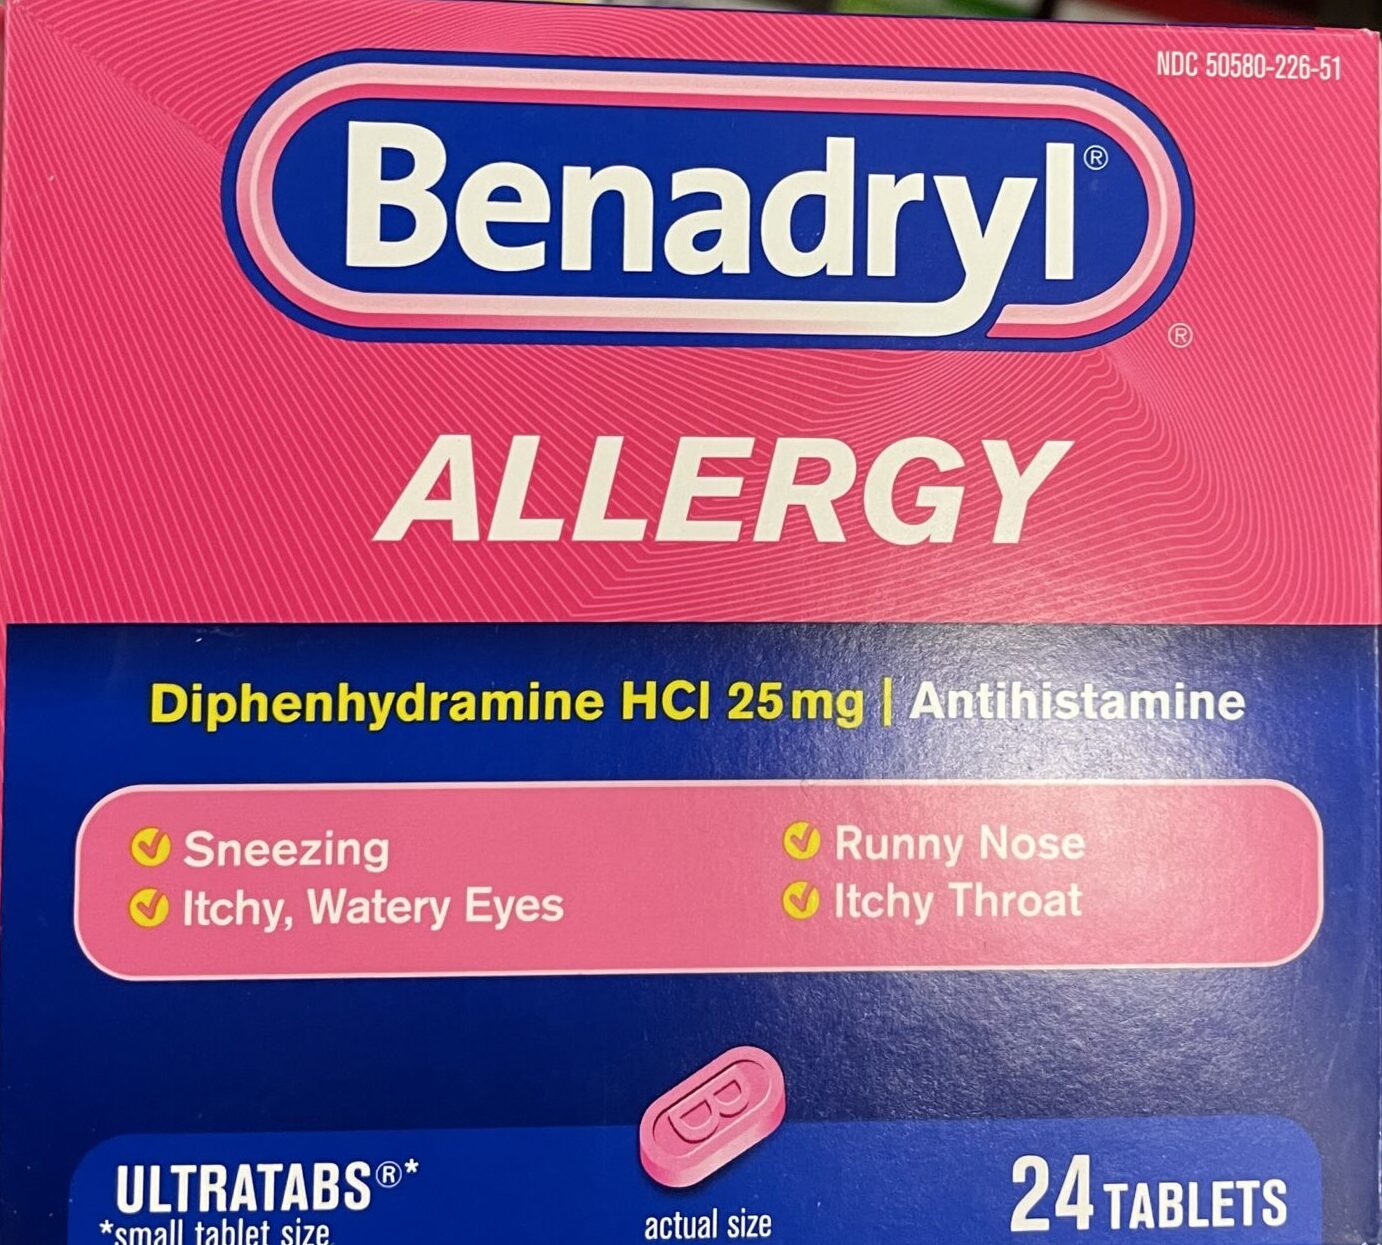 NDC 50580-226-51
Benadryl®
®
ALLERGY
Diphenhydramine HCl 25mg | Antihistamine
Sneezing
Runny Nose
Itchy, Watery Eyes
Itchy Throat
B
ULTRATABS®*
*small tablet size
actual size
24 TABLETS